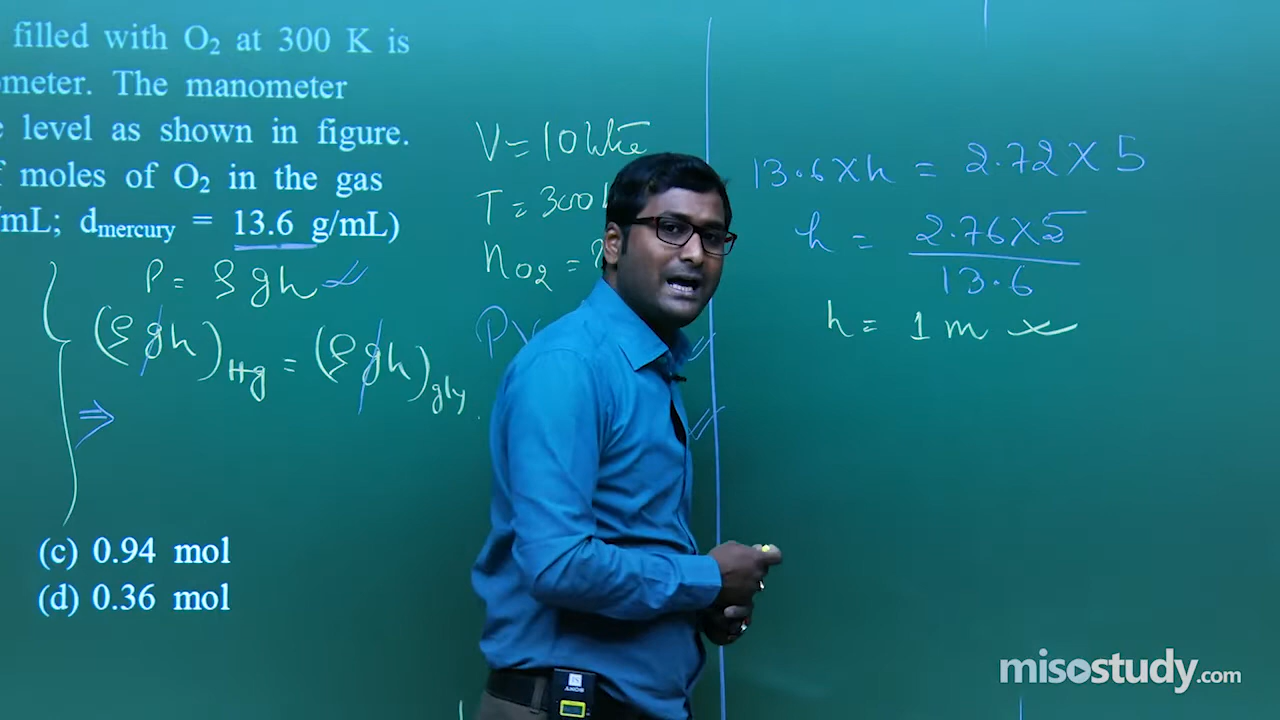 filled with O₂ at 300 K is
ometer. The manometer
e level as shown in figure.
f moles of O₂ in the gas
/mL; dmercury = 13.6 g/mL)
P = ρgh
(ρgh)Hg = (ρgh)gly.
⇒
(c) 0.94 mol
(d) 0.36 mol
V = 10 litre
T = 300
nO₂ = ?
PV
13.6 × h = 2.72 × 5
h = 2.76 × 5
13.6
h = 1 m
misostudy.com
SONY